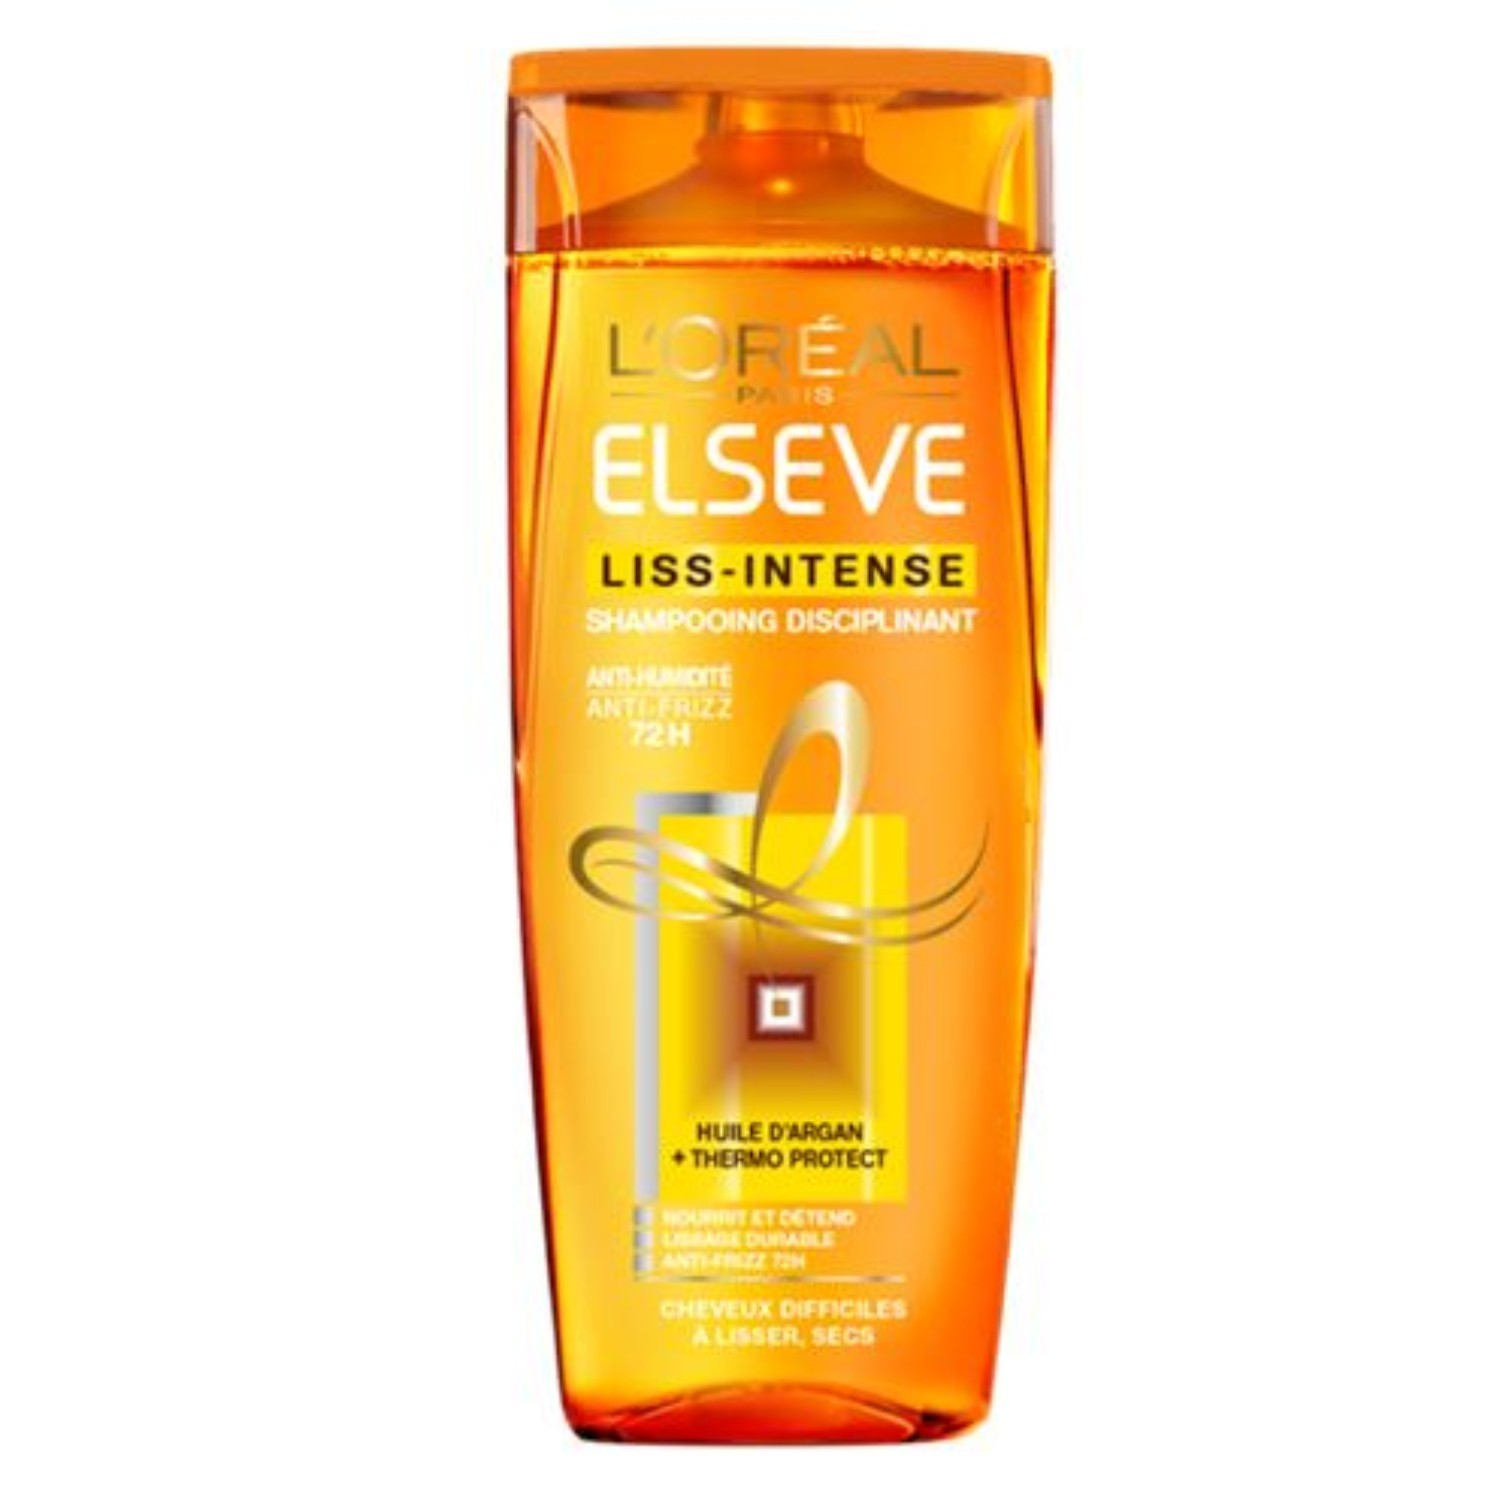 L'ORÉAL
PARIS
ELSEVE
LISS-INTENSE
SHAMPOOING DISCIPLINANT
ANTI-HUMIDITÉ
ANTI-FRIZZ
72H
HUILE D'ARGAN
+ THERMO PROTECT
NOURRIT ET DÉTEND
LISSAGE DURABLE
ANTI-FRIZZ 72H
CHEVEUX DIFFICILES
À LISSER, SECS